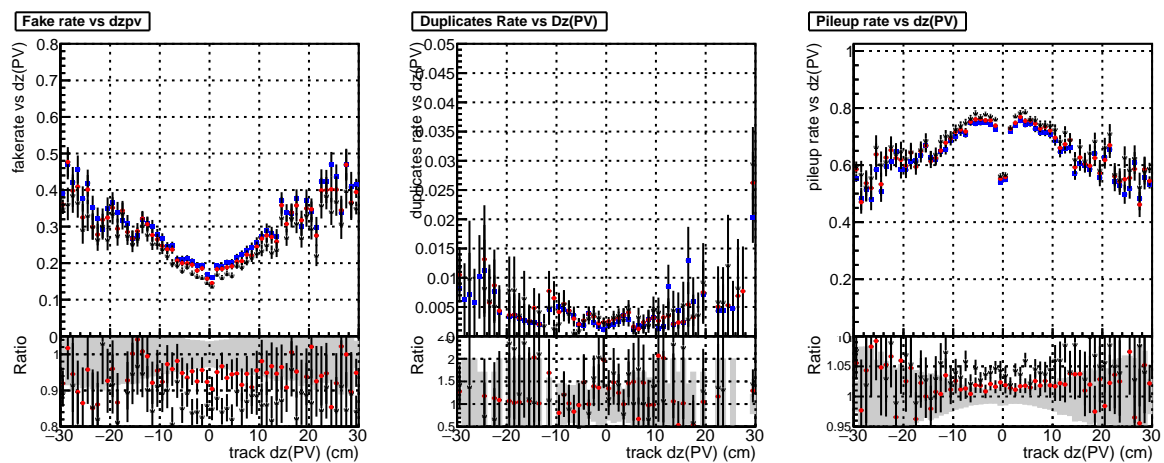 Fake rate vs dzpv
fakerate vs dz(PV)
0.8
0.7
0.6
0.5
0.4
0.3
0.2
0.1
0
Ratio
1
0.9
0.8
−30 −20 −10 0 10 20 30
track dz(PV) (cm)
Duplicates Rate vs Dz(PV)
duplicates rate vs Dz(PV)
0.05
0.045
0.04
0.035
0.03
0.025
0.02
0.015
0.01
0.005
Ratio
2
1.5
1
0.5
−30 −20 −10 0 10 20 30
track dz(PV) (cm)
Pileup rate vs dz(PV)
pileup rate vs dz(PV)
1
0.8
0.6
0.4
0.2
0
Ratio
1.05
1
0.95
−30 −20 −10 0 10 20 30
track dz(PV) (cm)